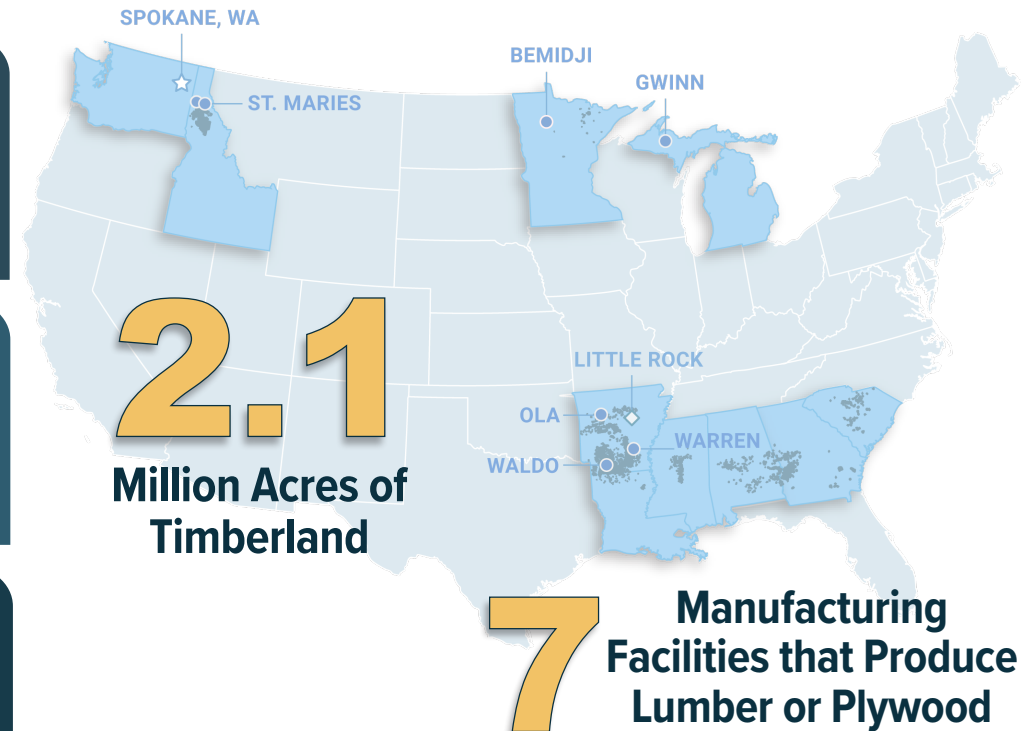 SPOKANE, WA
BEMIDJI
GWINN
ST. MARIES
2.1
Million Acres of
Timberland
LITTLE ROCK
OLA
WARREN
WALDO
7
Manufacturing
Facilities that Produce
Lumber or Plywood